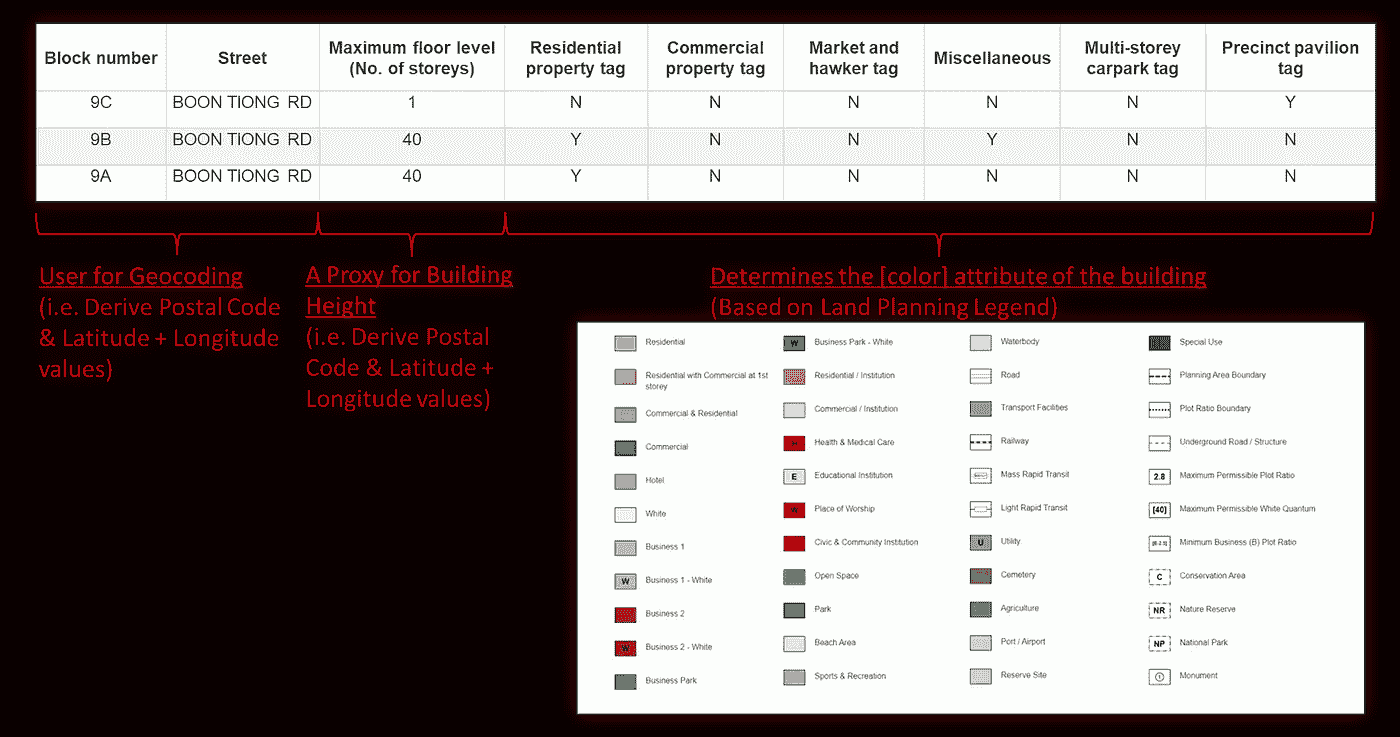 Block number Street Maximum floor level (No. of storeys) Residential property tag Commercial property tag Market and hawker tag Miscellaneous Multi-storey carpark tag Precinct pavilion tag
9C BOON TIONG RD 1 N N N N N Y
9B BOON TIONG RD 40 Y N N Y N N
9A BOON TIONG RD 40 Y N N N N N
User for Geocoding
(i.e. Derive Postal Code
& Latitude + Longitude
values)
A Proxy for Building
Height
(i.e. Derive Postal
Code & Latitude +
Longitude values)
Determines the [color] attribute of the building
(Based on Land Planning Legend)
Residential
Residential with Commercial at 1st
storey
Commercial & Residential
Commercial
Hotel
White
Business 1
W Business 1 - White
Business 2
W Business 2 - White
Business Park
W Business Park - White
Residential / Institution
Commercial / Institution
Health & Medical Care
E Educational Institution
W Place of Worship
Civic & Community Institution
Open Space
Park
Beach Area
Sports & Recreation
Waterbody
Road
Transport Facilities
Railway
Mass Rapid Transit
Light Rapid Transit
U Utility
Cemetery
Agriculture
Port / Airport
Reserve Site
Special Use
Planning Area Boundary
Plot Ratio Boundary
Underground Road / Structure
2.8 Maximum Permissible Plot Ratio
[40] Maximum Permissible White Quantum
Minimum Business (B) Plot Ratio
C Conservation Area
NR Nature Reserve
NP National Park
Monument